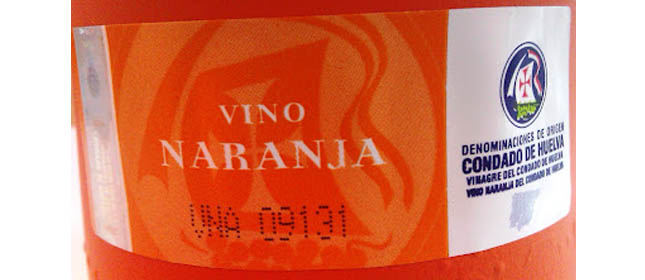 VINO
NARANJA
VNA 09131
DENOMINACIONES DE ORIGEN
CONDADO DE HUELVA
VINAGRE DEL CONDADO DE HUELVA
VINO NARANJA DEL CONDADO DE HUELVA